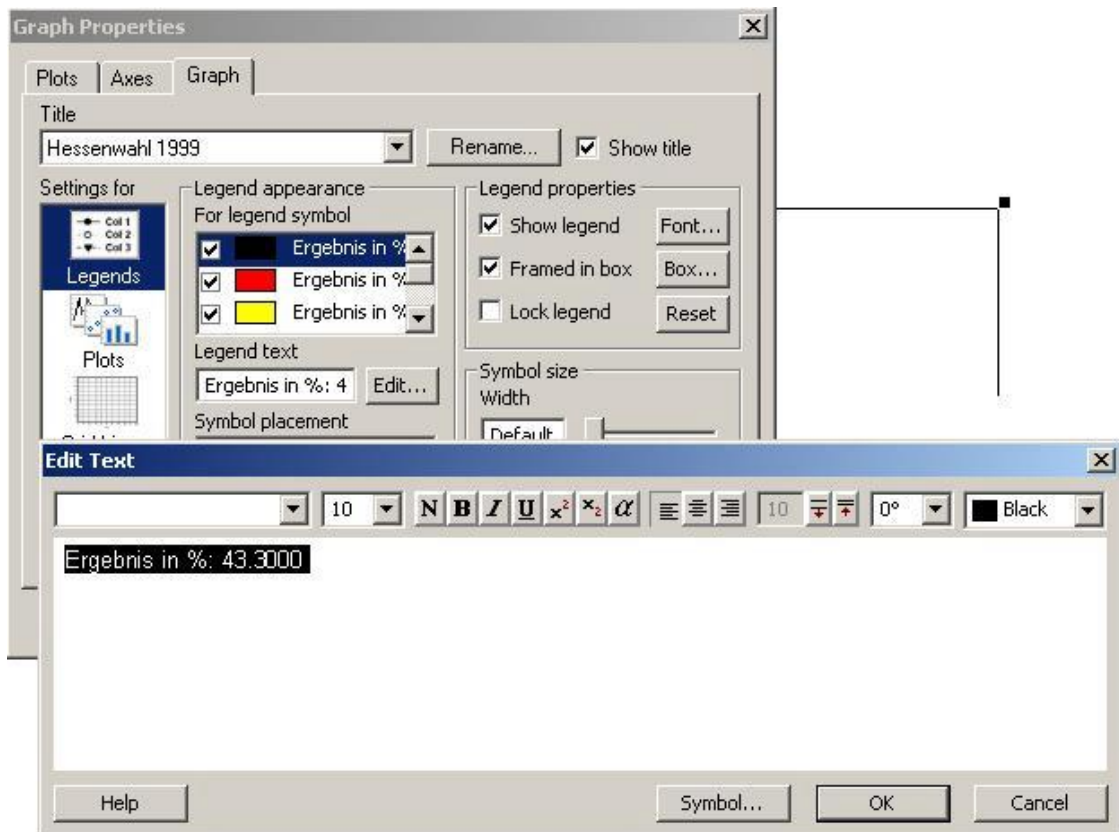 Graph Properties
Plots Axes Graph
Title
Hessenwahl 1999
Rename...
Show title
Settings for
Col 1
Col 2
Col 3
Legends
Plots
Legend appearance
For legend symbol
Ergebnis in %
Ergebnis in %
Ergebnis in %
Legend text
Ergebnis in %: 4
Edit...
Symbol placement
Legend properties
Show legend
Font...
Framed in box
Box...
Lock legend
Reset
Symbol size
Width
Default
Edit Text
10 N B I U x² x₂ α 10 0° Black
Ergebnis in %: 43.3000
Help
Symbol...
OK
Cancel